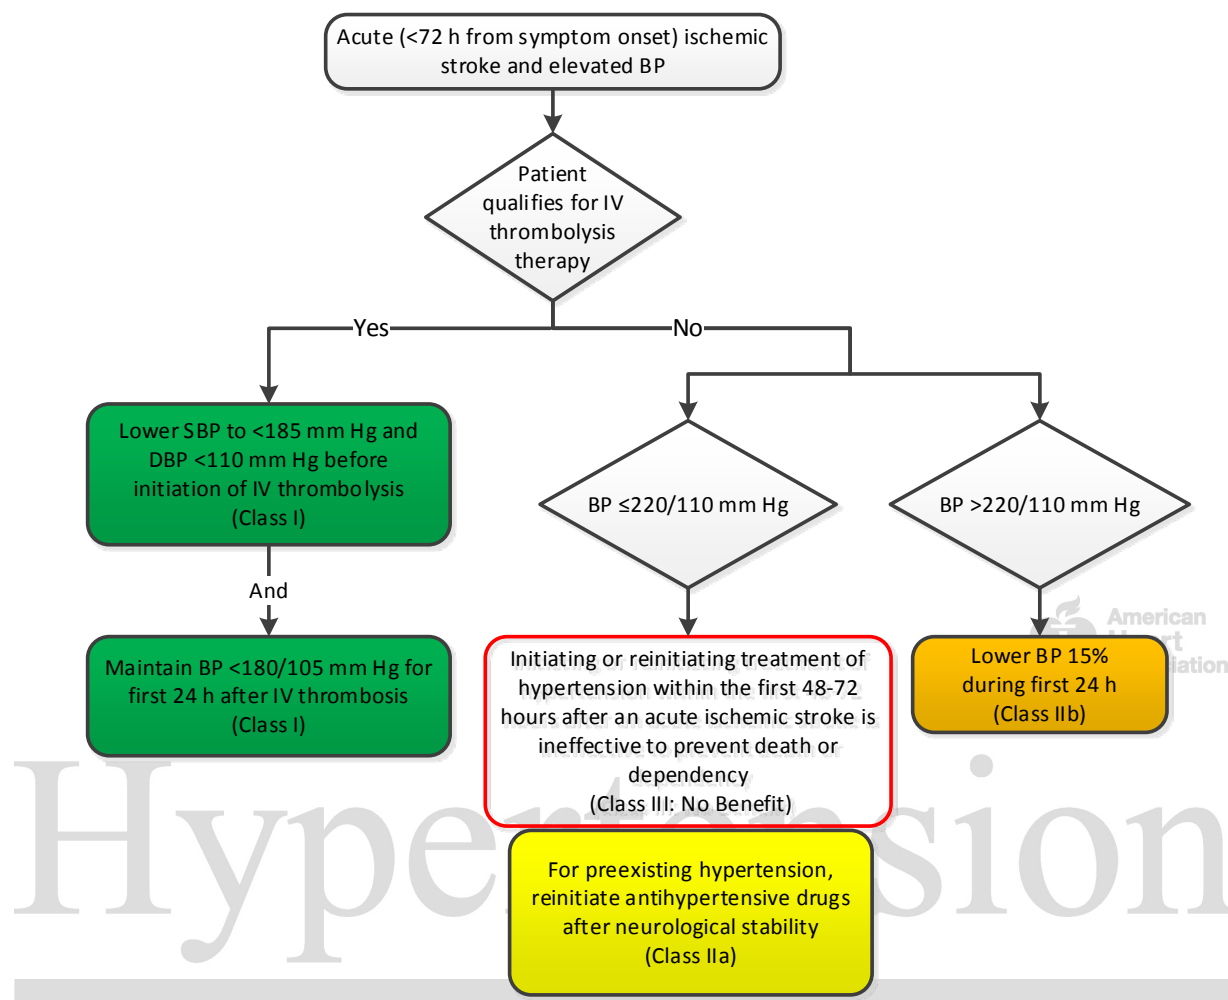 Acute (<72 h from symptom onset) ischemic
stroke and elevated BP
Patient
qualifies for IV
thrombolysis
therapy
Yes
No
Lower SBP to <185 mm Hg and
DBP <110 mm Hg before
initiation of IV thrombolysis
(Class I)
BP ≤220/110 mm Hg
BP >220/110 mm Hg
And
American
Maintain BP <180/105 mm Hg for
first 24 h after IV thrombosis
(Class I)
Initiating or reinitiating treatment of
hypertension within the first 48-72
hours after an acute ischemic stroke is
ineffective to prevent death or
dependency
(Class III: No Benefit)
Lower BP 15%
during first 24 h
(Class IIb)
For preexisting hypertension,
reinitiate antihypertensive drugs
after neurological stability
(Class IIa)
Hypertension